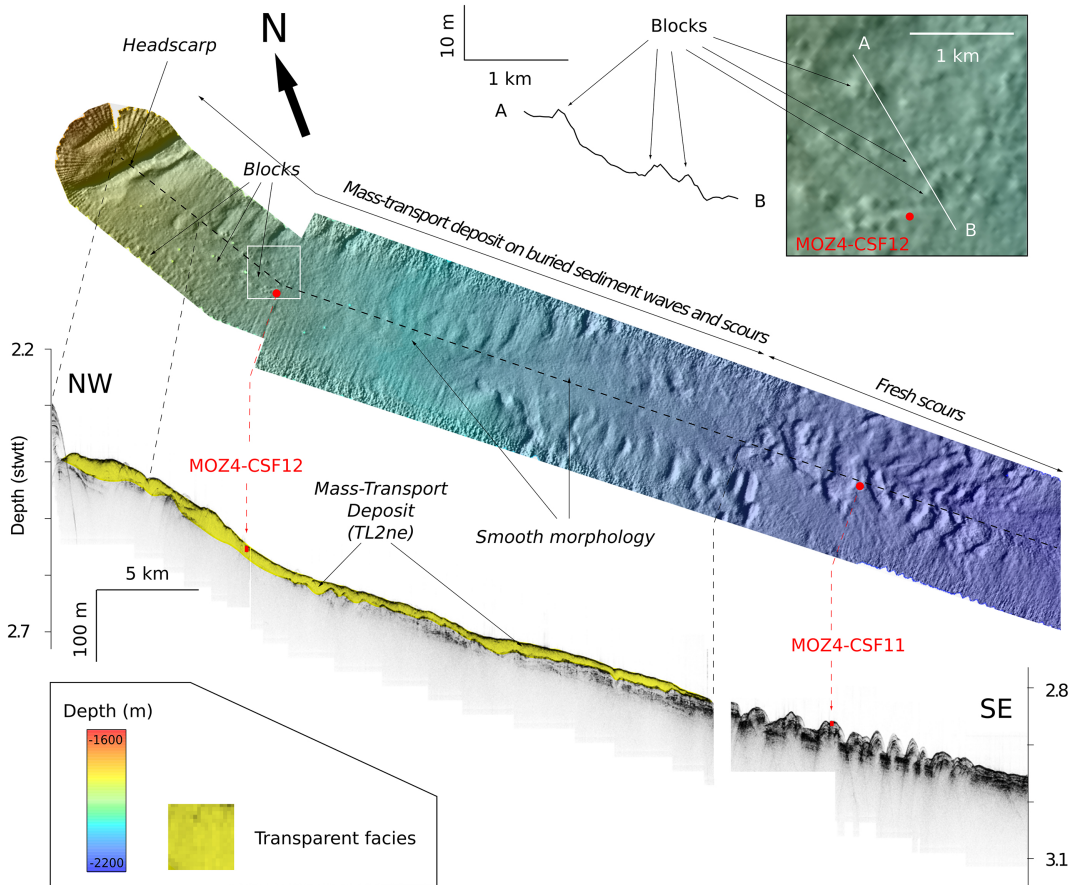 Headscarp
N
10 m
1 km
Blocks
A
B
A
1 km
B
MOZ4-CSF12
Blocks
Mass-transport deposit on buried sediment waves and scours
Fresh scours
2.2
NW
Depth (stwtt)
MOZ4-CSF12
Mass-Transport
Deposit
(TL2ne)
Smooth morphology
5 km
100 m
2.7
MOZ4-CSF11
2.8
SE
3.1
Depth (m)
-1600
-2200
Transparent facies